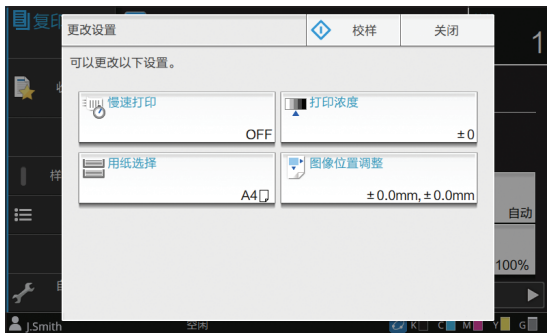 复印
1
更改设置
校样
关闭
可以更改以下设置。
慢速打印
OFF
打印浓度
±0
用纸选择
A4
图像位置调整
±0.0mm, ±0.0mm
样
自动
100%
J.Smith
空闲
K C M Y G